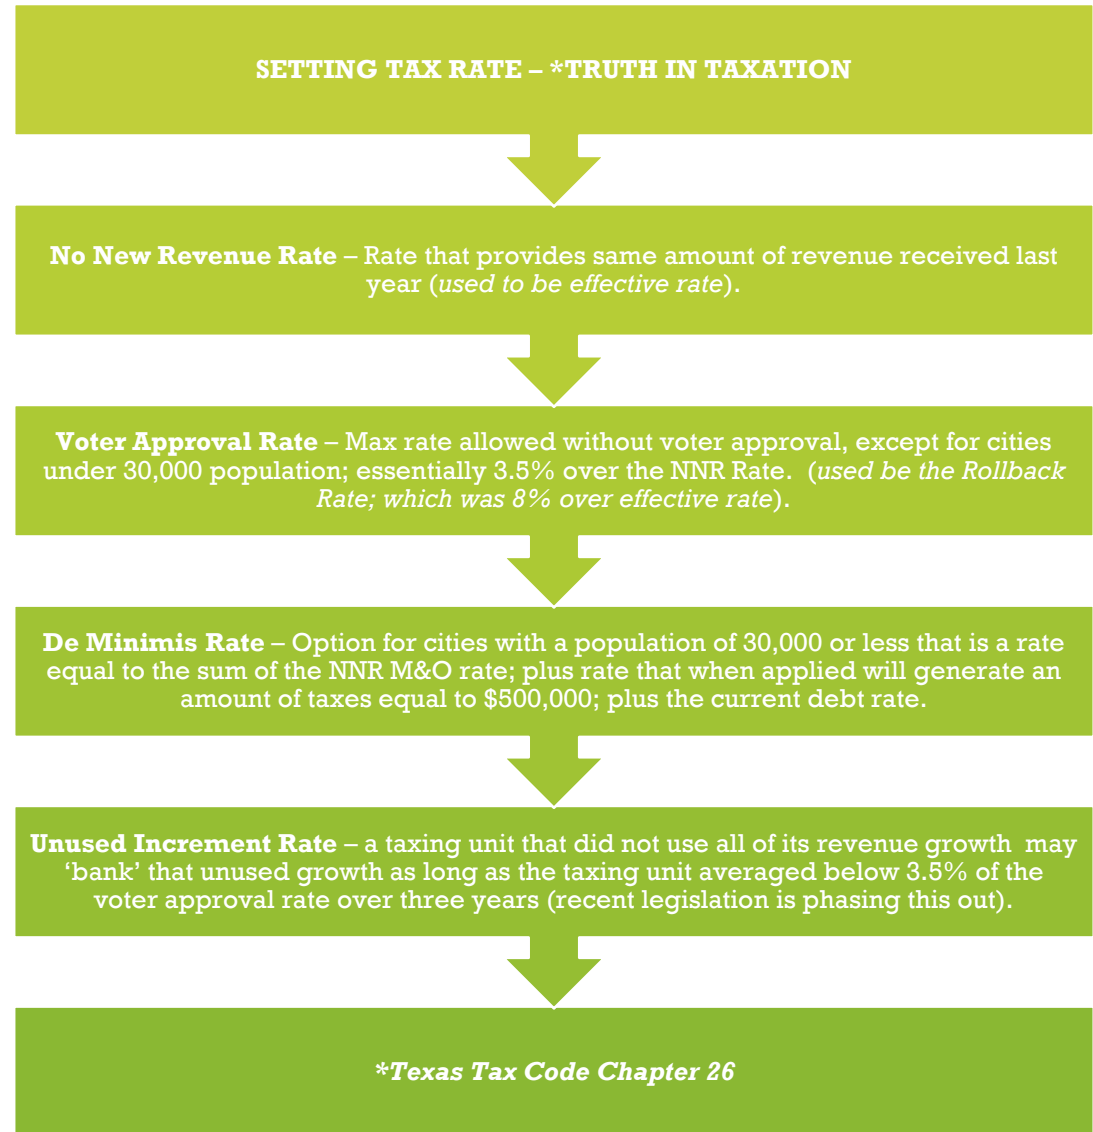 SETTING TAX RATE – *TRUTH IN TAXATION
No New Revenue Rate – Rate that provides same amount of revenue received last
year (used to be effective rate).
Voter Approval Rate – Max rate allowed without voter approval, except for cities
under 30,000 population; essentially 3.5% over the NNR Rate.  (used be the Rollback
Rate; which was 8% over effective rate).
De Minimis Rate – Option for cities with a population of 30,000 or less that is a rate
equal to the sum of the NNR M&O rate; plus rate that when applied will generate an
amount of taxes equal to $500,000; plus the current debt rate.
Unused Increment Rate – a taxing unit that did not use all of its revenue growth  may
‘bank’ that unused growth as long as the taxing unit averaged below 3.5% of the
voter approval rate over three years (recent legislation is phasing this out).
*Texas Tax Code Chapter 26